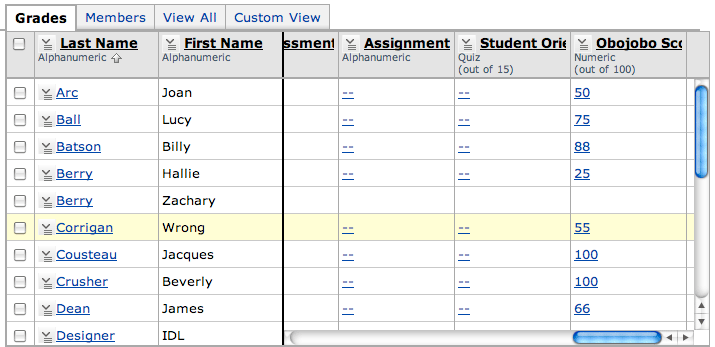 Grades Members View All Custom View
Last Name First Name ssment Assignment Student Orie Obojobo Sco
Alphanumeric Alphanumeric Alphanumeric Quiz Numeric
(out of 15) (out of 100)
Arc Joan -- -- 50
Ball Lucy -- -- 75
Batson Billy -- -- 88
Berry Hallie -- -- 25
Berry Zachary
Corrigan Wrong -- -- 55
Cousteau Jacques -- -- 100
Crusher Beverly -- -- 100
Dean James -- -- 66
Designer IDL